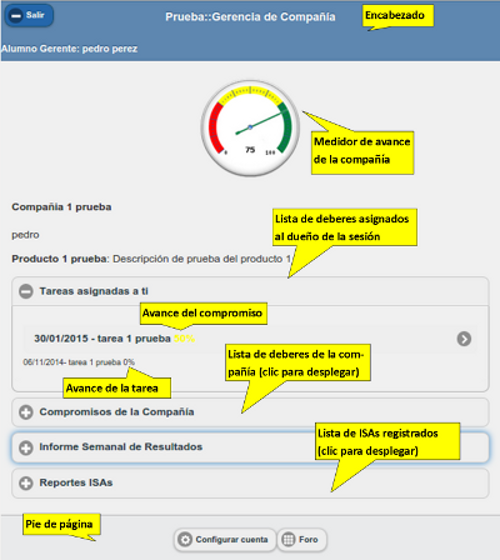 Salir
Prueba::Gerencia de Compañía
Encabezado
Alumno Gerente: pedro perez
75
0
100
Medidor de avance
de la compañía
Compañia 1 prueba
pedro
Lista de deberes asignados
al dueño de la sesión
Producto 1 prueba: Descripción de prueba del producto 1
Tareas asignadas a ti
Avance del compromiso
30/01/2015 - tarea 1 prueba 50%
06/11/2014- tarea 1 prueba 0%
Lista de deberes de la com-
pañía (clic para desplegar)
Avance de la tarea
Compromisos de la Compañía
Lista de ISAs registrados
(clic para desplegar)
Informe Semanal de Resultados
Reportes ISAs
Pie de página
Configurar cuenta
Foro